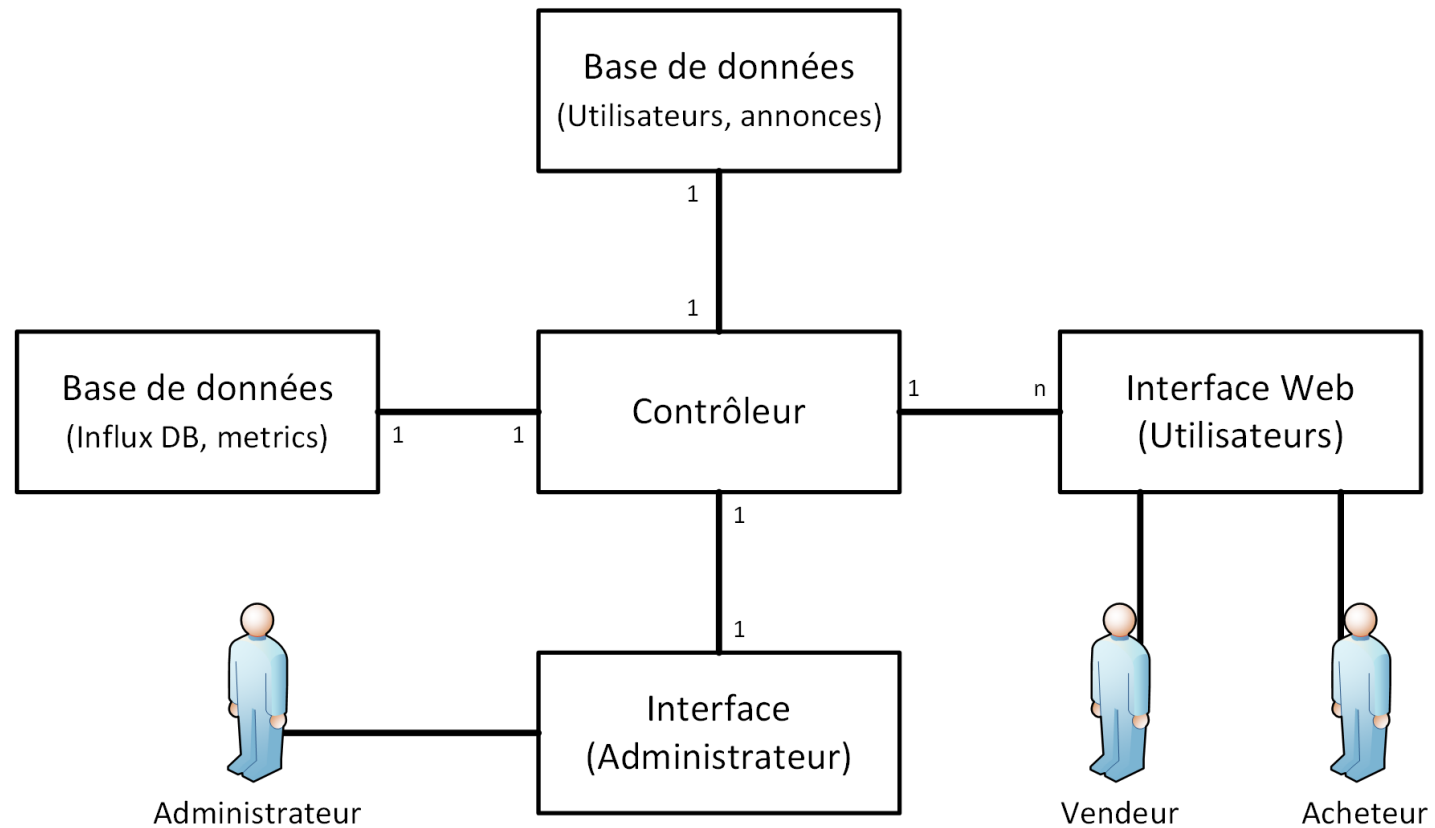 Base de données
(Utilisateurs, annonces)
1
1
Base de données
(Influx DB, metrics)
1
1
Contrôleur
1
n
Interface Web
(Utilisateurs)
1
1
Interface
(Administrateur)
Administrateur
Vendeur
Acheteur